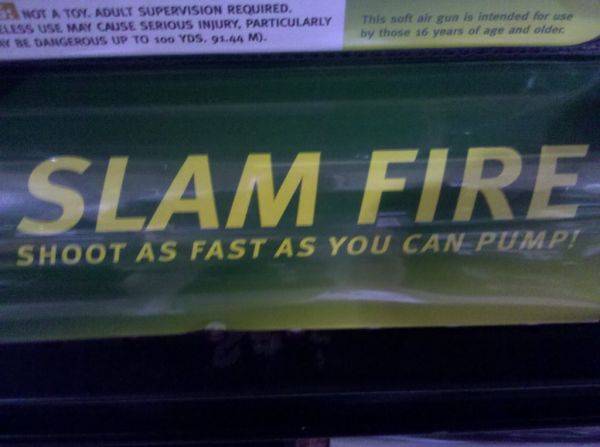 NOT A TOY. ADULT SUPERVISION REQUIRED.
ELESS USE MAY CAUSE SERIOUS INJURY, PARTICULARLY
Y BE DANGEROUS UP TO 100 YDS. 91.44 M).
This soft air gun is intended for use
by those 16 years of age and older.
SLAM FIRE
SHOOT AS FAST AS YOU CAN PUMP!